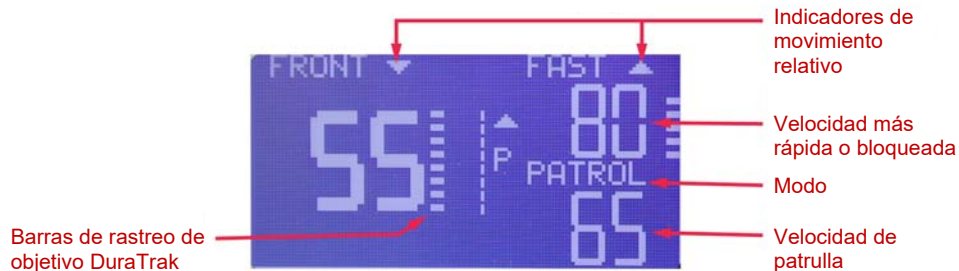 Indicadores de
movimiento
relativo
FRONT FAST
80
55
P
Velocidad más
rápida o bloqueada
PATROL
Modo
65
Barras de rastreo de
objetivo DuraTrak
Velocidad de
patrulla